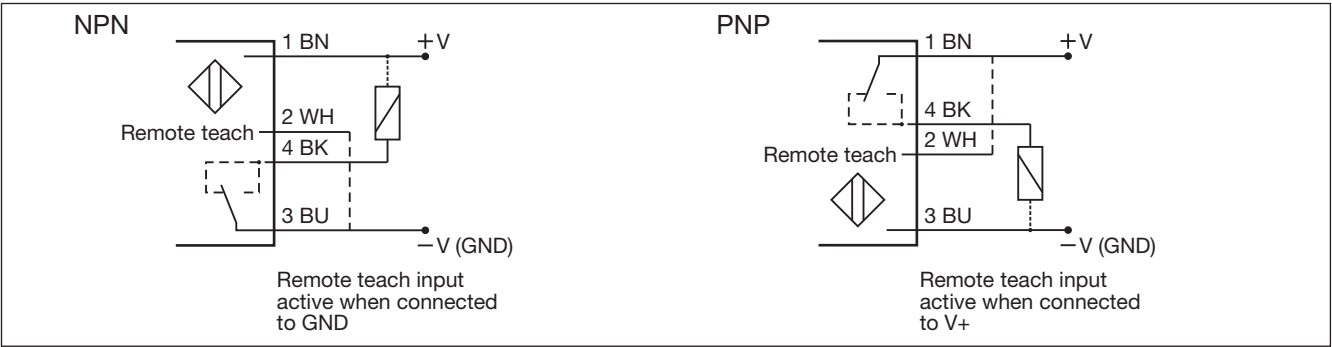 NPN
1 BN
+V
2 WH
Remote teach
4 BK
3 BU
−V (GND)
Remote teach input
active when connected
to GND
PNP
1 BN
+V
4 BK
2 WH
Remote teach
3 BU
−V (GND)
Remote teach input
active when connected
to V+